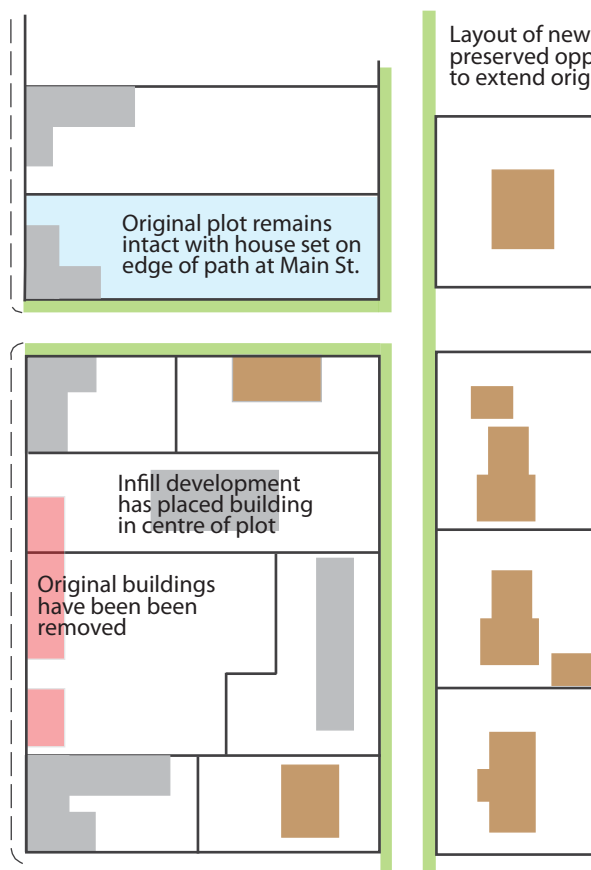 Layout of new
preserved opp
to extend orig
Original plot remains
intact with house set on
edge of path at Main St.
Infill development
has placed building
in centre of plot
Original buildings
have been been
removed